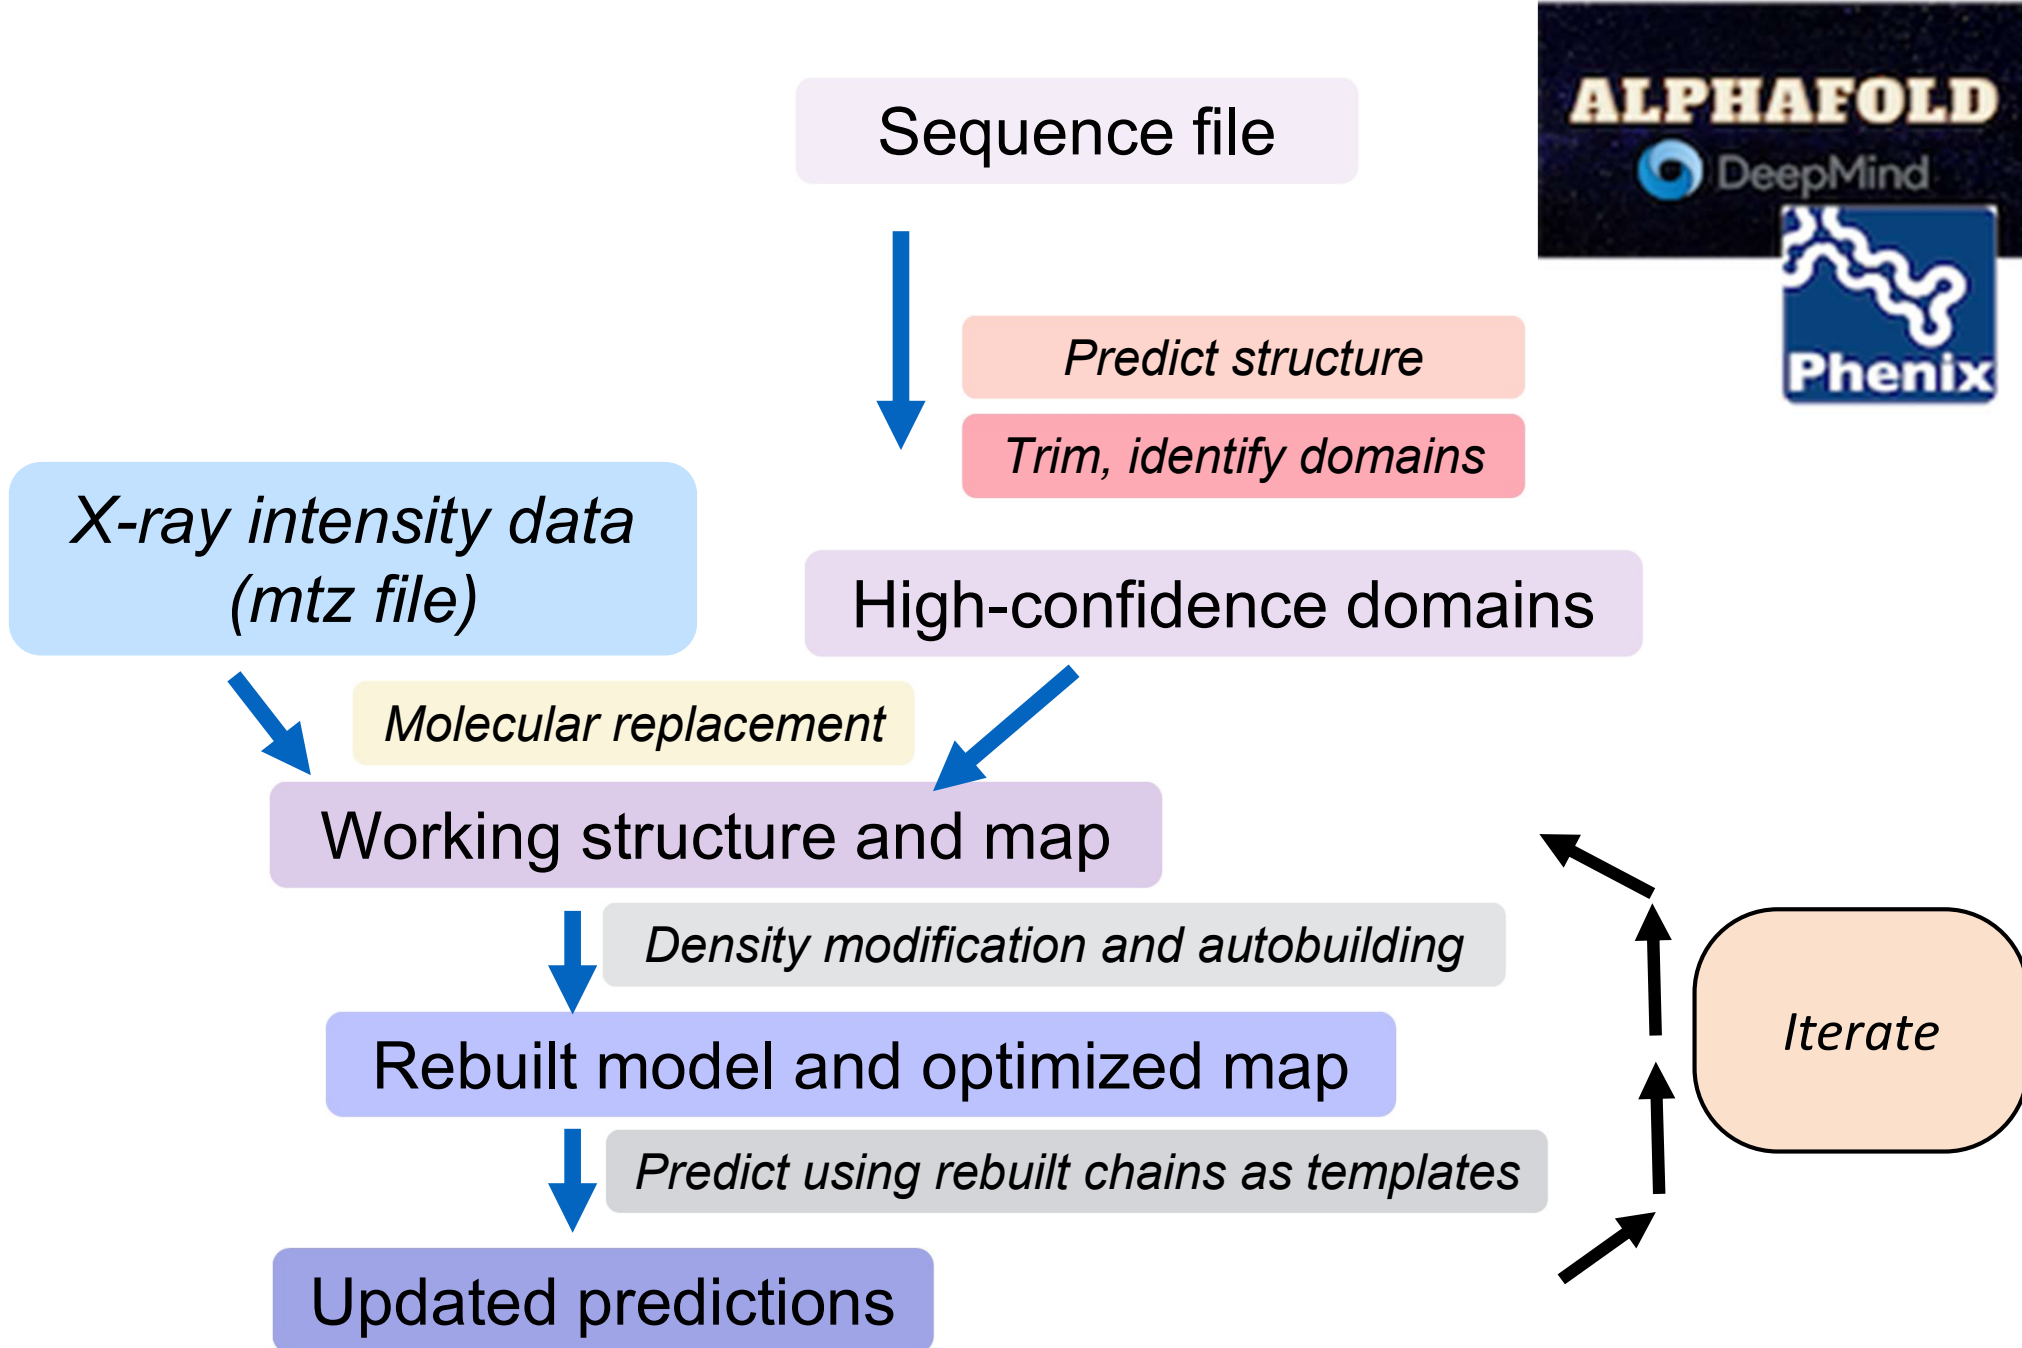 ALPHAFOLD
DeepMind
Phenix
Sequence file
Predict structure
Trim, identify domains
X-ray intensity data
(mtz file)
High-confidence domains
Molecular replacement
Working structure and map
Density modification and autobuilding
Rebuilt model and optimized map
Iterate
Predict using rebuilt chains as templates
Updated predictions